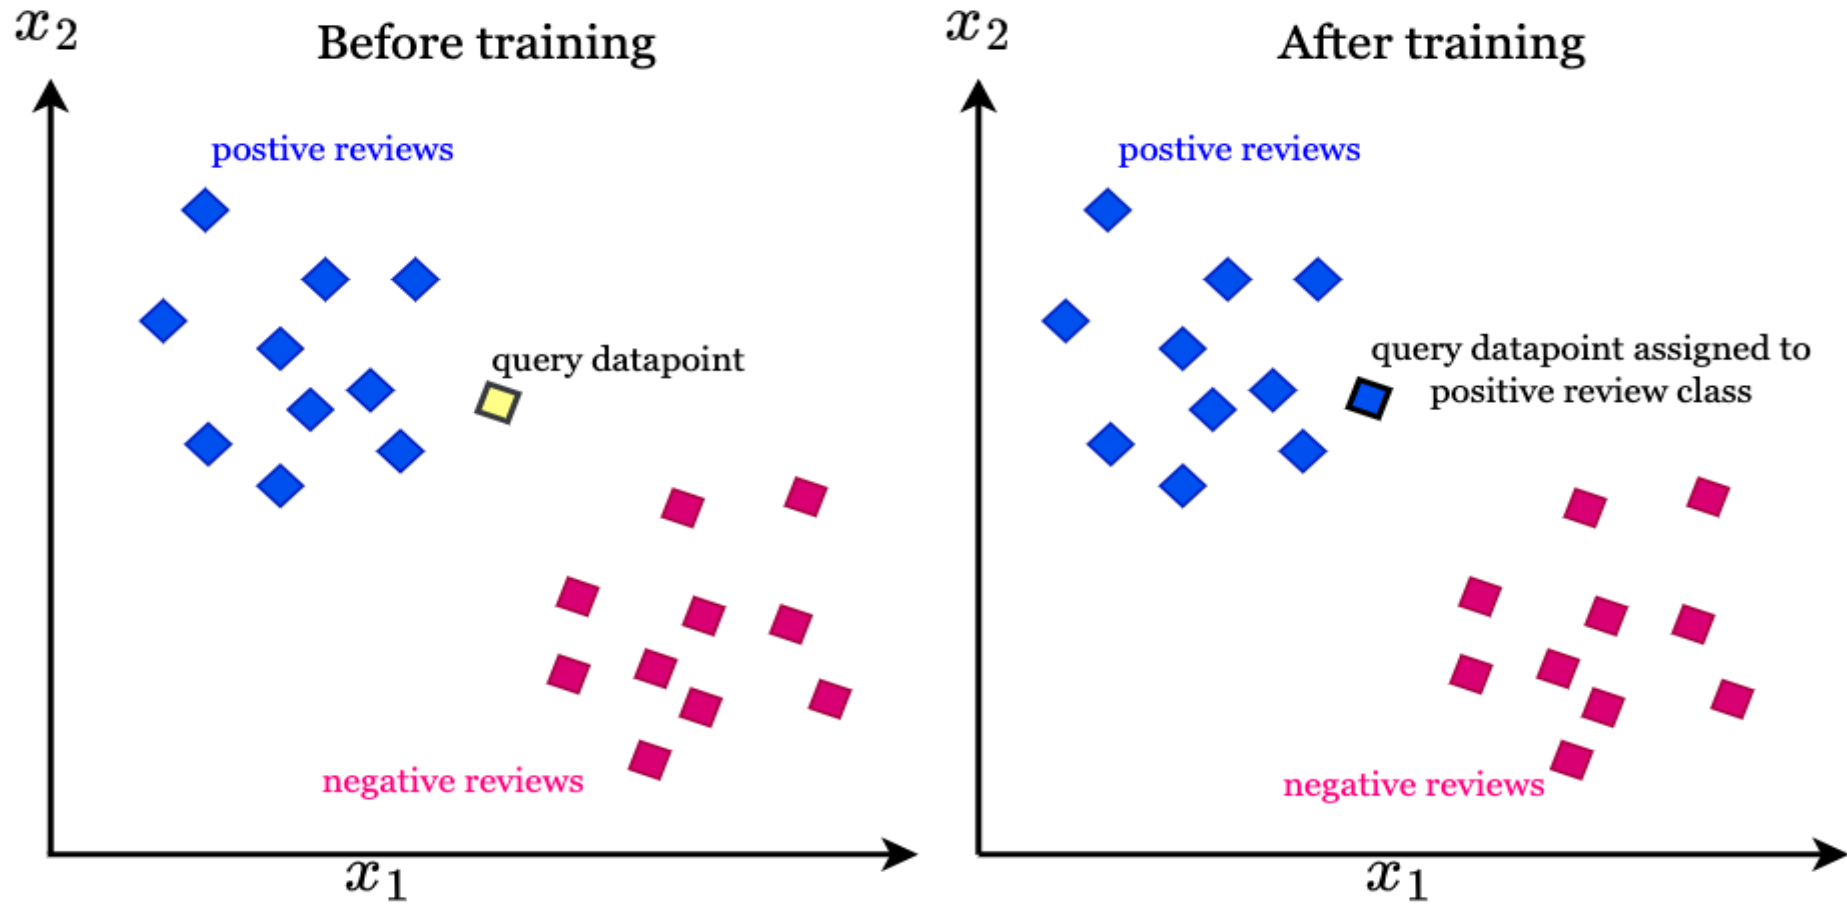 x2
Before training
postive reviews
query datapoint
negative reviews
x1
x2
After training
postive reviews
query datapoint assigned to
positive review class
negative reviews
x1